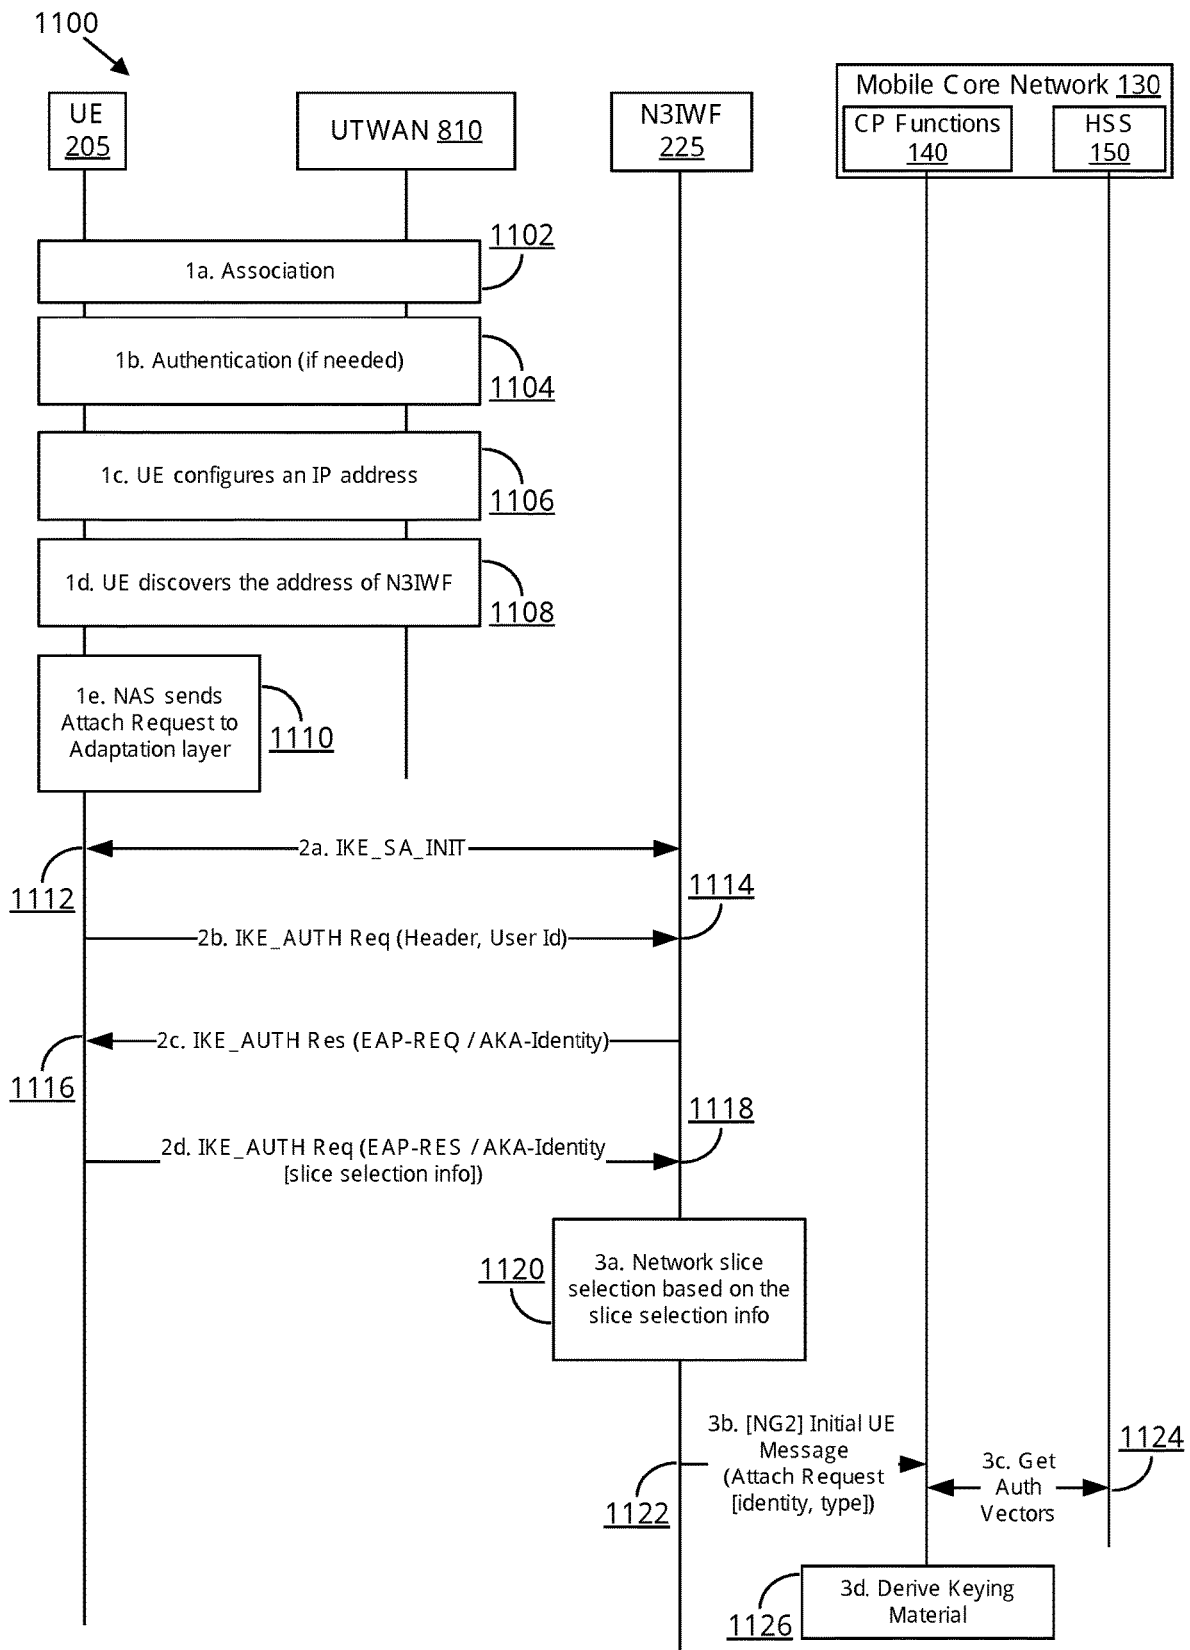 1100
UE
205
UTWAN 810
N3IWF
225
Mobile Core Network 130
CP Functions
140
HSS
150
1102
1a. Association
1b. Authentication (if needed)
1104
1c. UE configures an IP address
1106
1d. UE discovers the address of N3IWF
1108
1e. NAS sends
Attach Request to
Adaptation layer
1110
2a. IKE_SA_INIT
1112
1114
2b. IKE_AUTH Req (Header, User Id)
2c. IKE_AUTH Res (EAP-REQ / AKA-Identity)
1116
1118
2d. IKE_AUTH Req (EAP-RES / AKA-Identity
[slice selection info])
1120
3a. Network slice
selection based on the
slice selection info
3b. [NG2] Initial UE
Message
(Attach Request
[identity, type])
1122
1124
3c. Get
Auth
Vectors
3d. Derive Keying
Material
1126